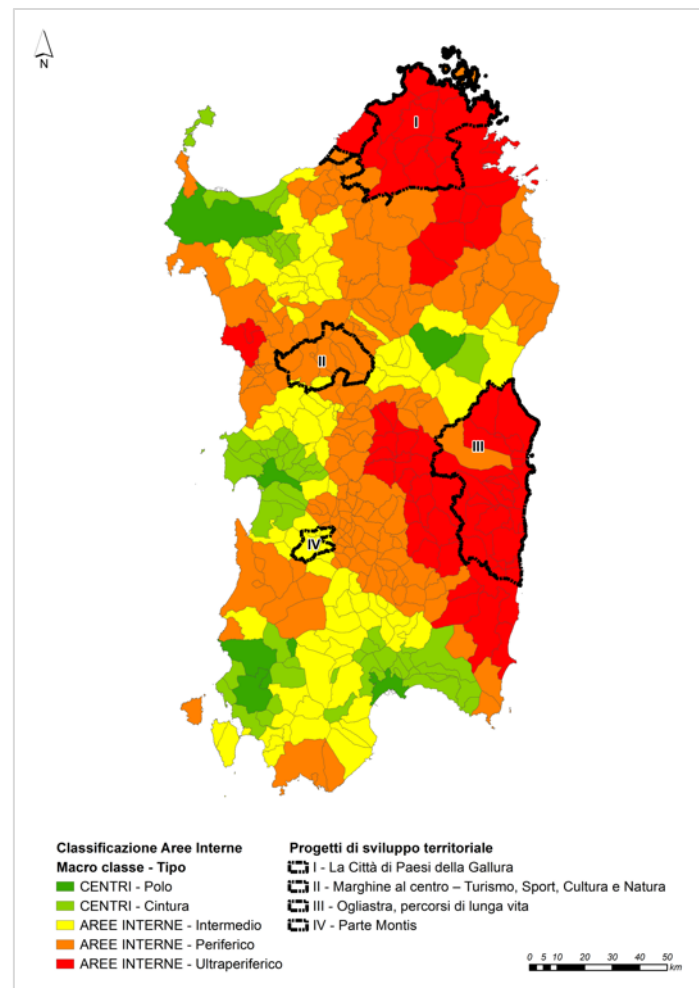 N
I
II
III
IV
Classificazione Aree Interne
Macro classe - Tipo
CENTRI - Polo
CENTRI - Cintura
AREE INTERNE - Intermedio
AREE INTERNE - Periferico
AREE INTERNE - Ultraperiferico
Progetti di sviluppo territoriale
I - La Città di Paesi della Gallura
II - Marghine al centro – Turismo, Sport, Cultura e Natura
III - Ogliastra, percorsi di lunga vita
IV - Parte Montis
0 5 10 20 30 40 50
km